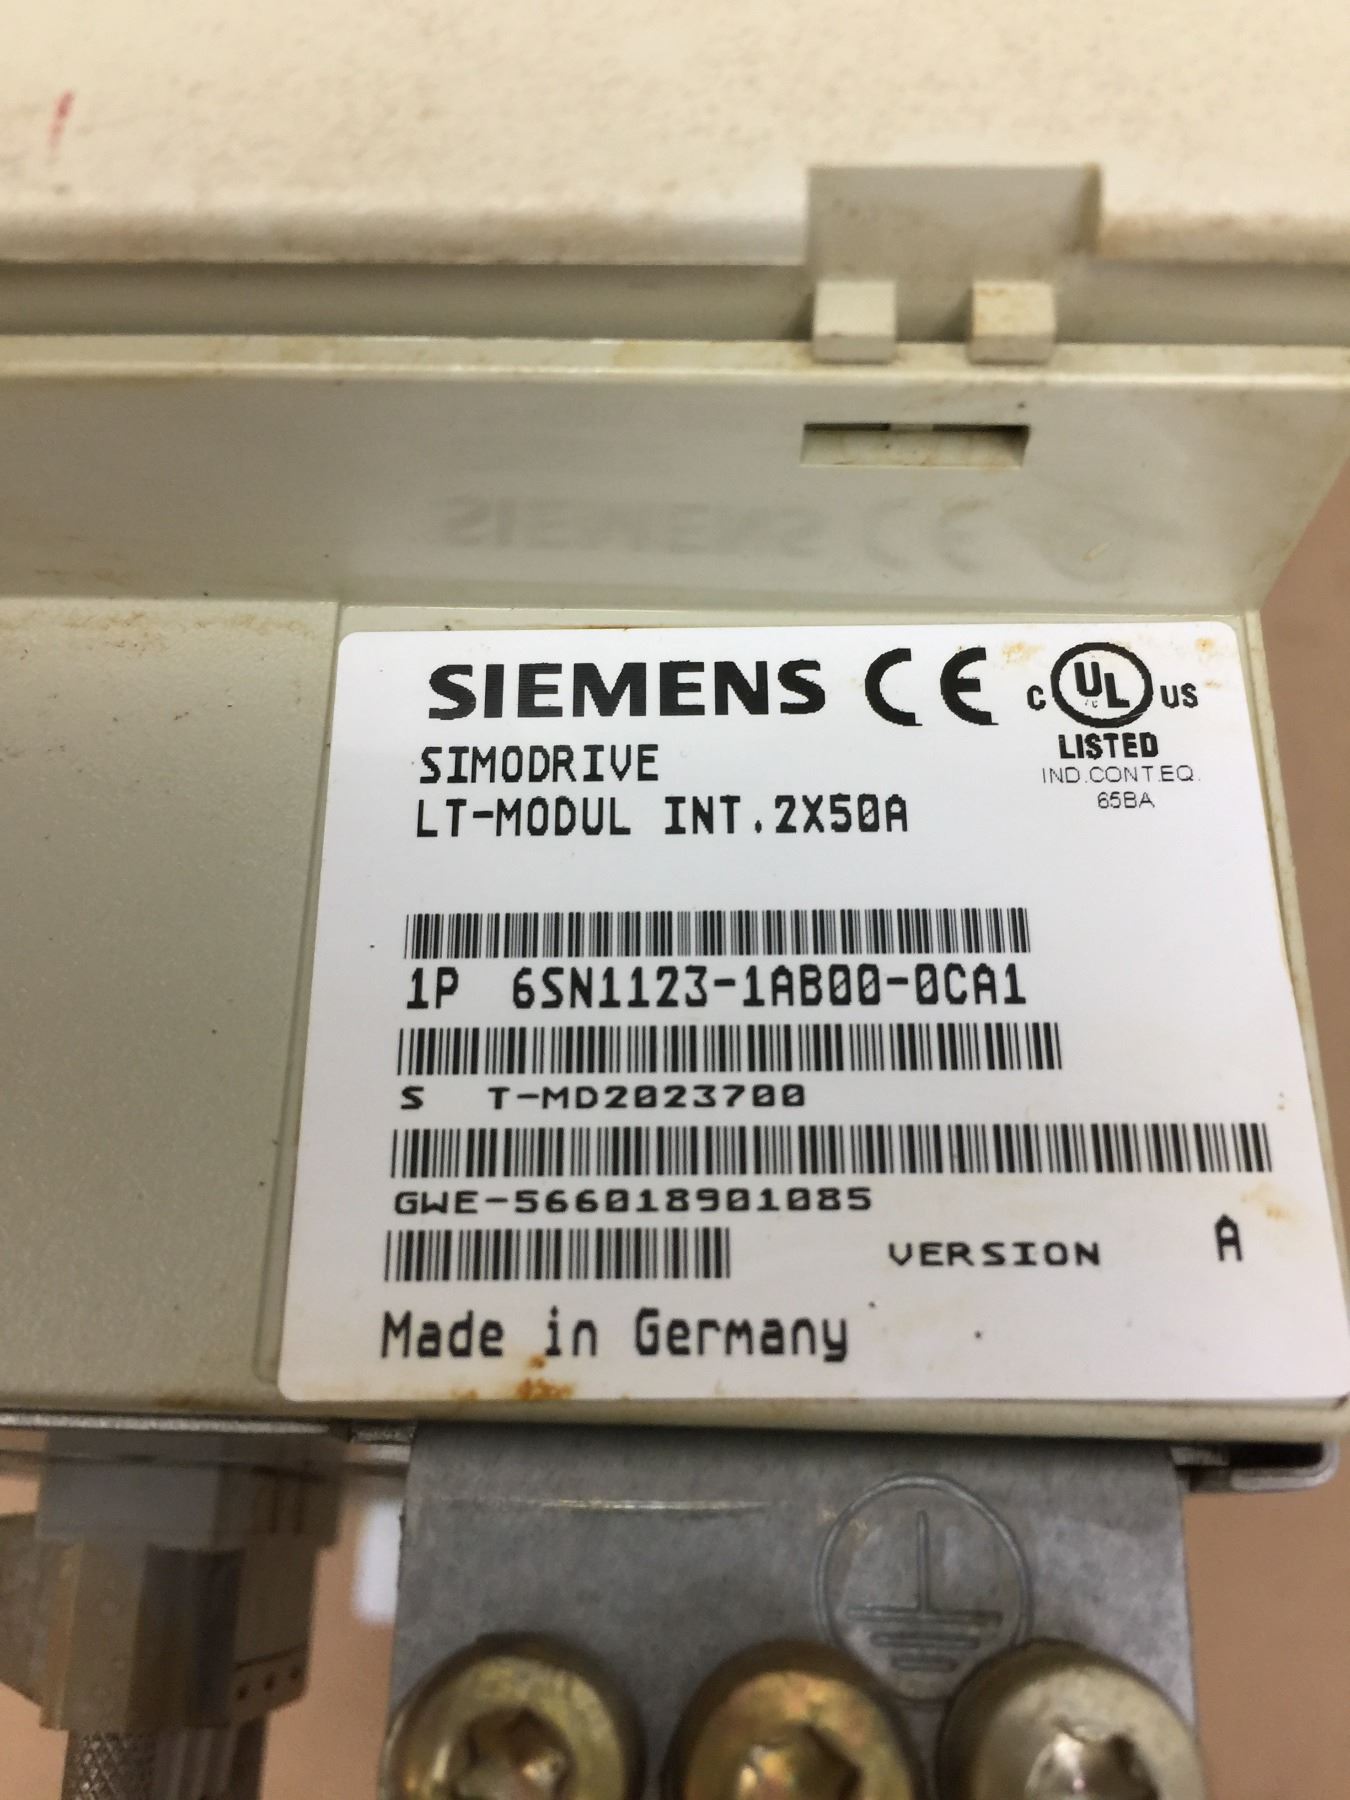 SIEMENS CE C UL US
LISTED
IND.CONT.EQ.
65BA
SIMODRIVE
LT-MODUL INT.2X50A
1P 6SN1123-1AB00-0CA1
S T-MD2023700
GWE-566018901085
VERSION A
Made in Germany